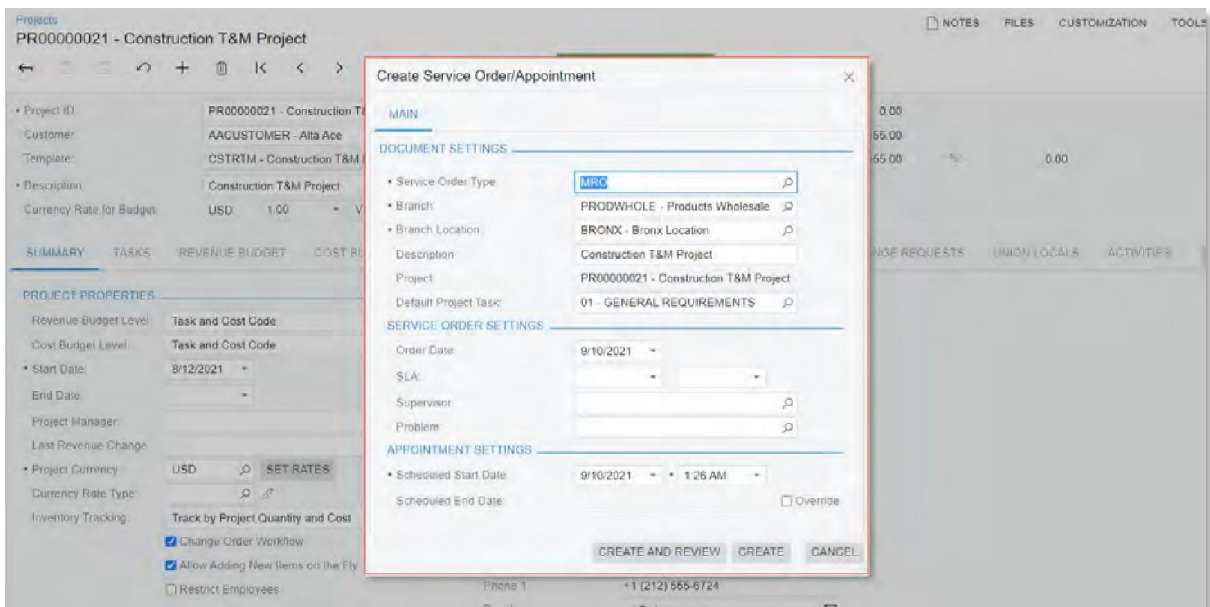 Projects
PR00000021 - Construction T&M Project
NOTES FILES CUSTOMIZATION TOOLS
Create Service Order/Appointment
MAIN
DOCUMENT SETTINGS
• Service Order Type: MRO
• Branch: PRODWHOLE - Products Wholesale
• Branch Location: BRONX - Bronx Location
Description: Construction T&M Project
Project: PR00000021 - Construction T&M Project
Default Project Task: 01 - GENERAL REQUIREMENTS
SERVICE ORDER SETTINGS
Order Date: 9/10/2021
SLA:
Supervisor:
Problem:
APPOINTMENT SETTINGS
• Scheduled Start Date: 9/10/2021 • 1:26 AM
Scheduled End Date: Override
CREATE AND REVIEW CREATE CANCEL
• Project ID: PR00000021 - Construction
Customer: AACUSTOMER - Alta Ace
Template: CSTRTM - Construction T&M
• Description: Construction T&M Project
Currency Rate for Budget: USD 1.00
0.00
55.00
55.00 %: 0.00
SUMMARY TASKS REVENUE BUDGET COST
REQUESTS UNION LOCALS ACTIVITIES
PROJECT PROPERTIES
Revenue Budget Level: Task and Cost Code
Cost Budget Level: Task and Cost Code
• Start Date: 8/12/2021
End Date:
Project Manager:
Last Revenue Change:
• Project Currency: USD SET RATES
Currency Rate Type:
Inventory Tracking: Track by Project Quantity and Cost
Change Order Workflow
Allow Adding New Items on the Fly
Restrict Employees
Phone 1: +1 (212) 555-6724